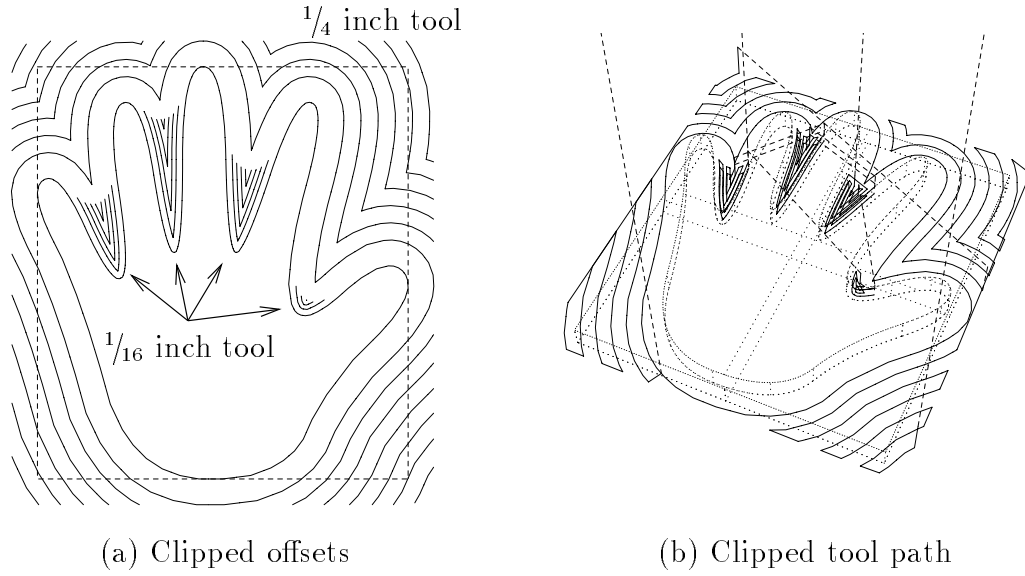 1/4 inch tool
1/16 inch tool
(a) Clipped offsets
(b) Clipped tool path